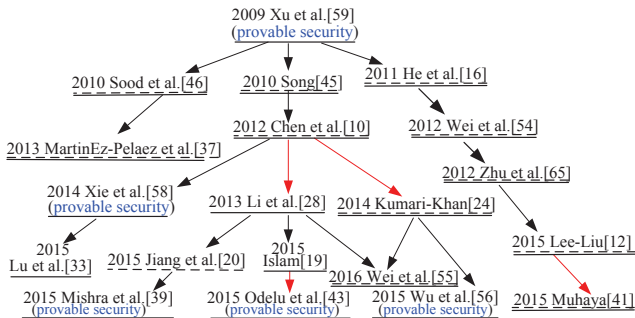 2009 Xu et al.[59]
(provable security)
2010 Sood et al.[46]
2010 Song[45]
2011 He et al.[16]
2012 Chen et al.[10]
2012 Wei et al.[54]
2013 MartinEz-Pelaez et al.[37]
2012 Zhu et al.[65]
2014 Xie et al.[58]
(provable security)
2013 Li et al.[28]
2014 Kumari-Khan[24]
2015
Lu et al.[33]
2015 Jiang et al.[20]
2015
Islam[19]
2015 Lee-Liu[12]
2016 Wei et al.[55]
2015 Mishra et al.[39]
(provable security)
2015 Odelu et al.[43]
(provable security)
2015 Wu et al.[56]
(provable security)
2015 Muhaya[41]